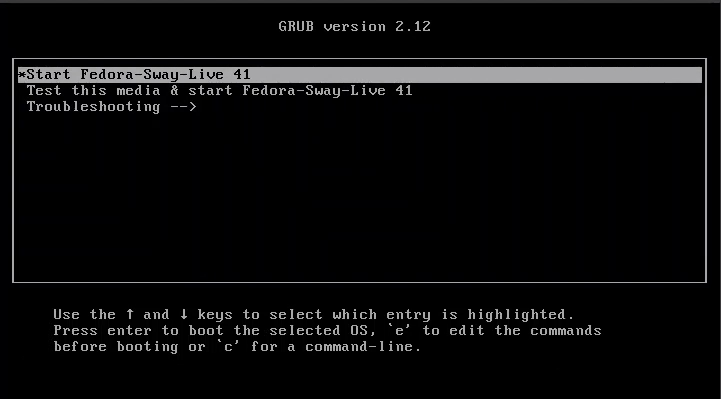 GRUB version 2.12
*Start Fedora-Sway-Live 41
Test this media & start Fedora-Sway-Live 41
Troubleshooting -->
Use the ↑ and ↓ keys to select which entry is highlighted.
Press enter to boot the selected OS, `e' to edit the commands
before booting or `c' for a command-line.